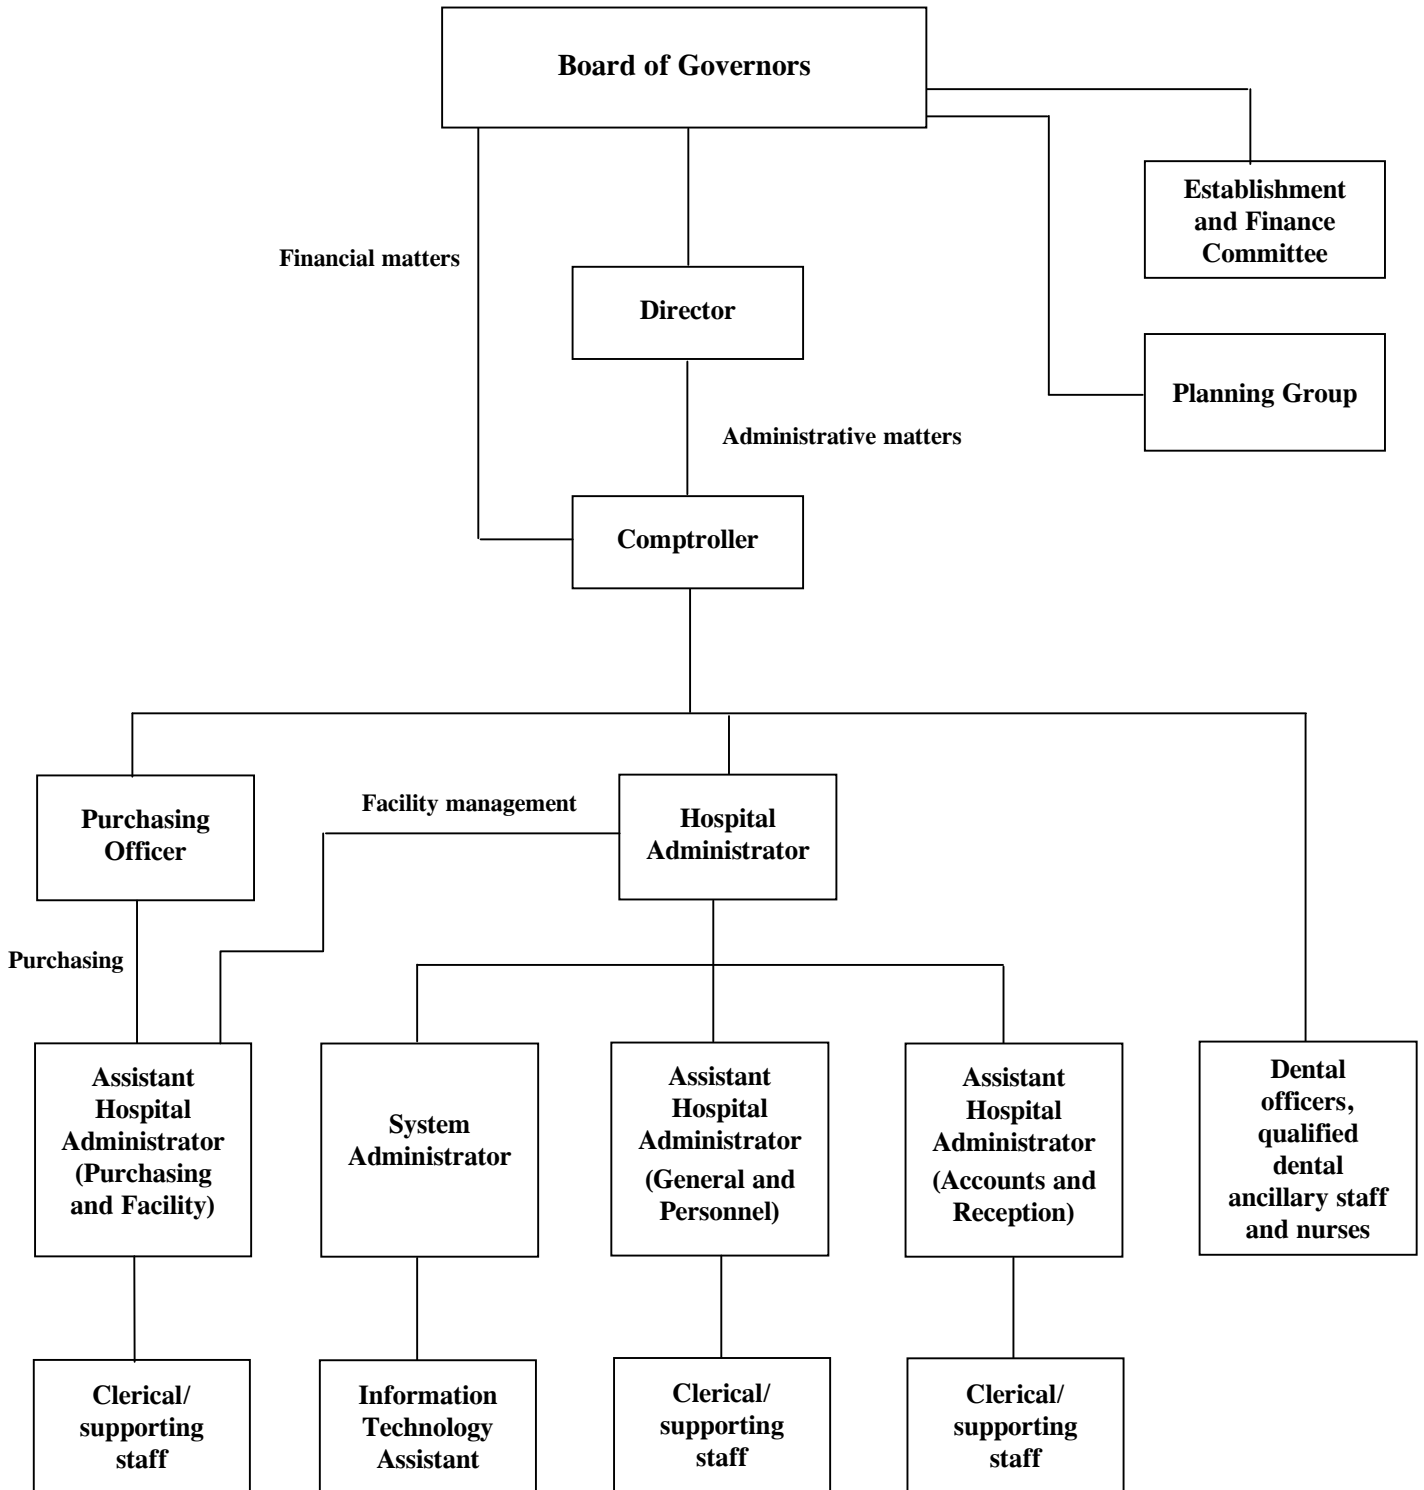 Board of Governors
Establishment
and Finance
Committee
Financial matters
Director
Planning Group
Administrative matters
Comptroller
Purchasing
Officer
Facility management
Hospital
Administrator
Purchasing
Assistant
Hospital
Administrator
(Purchasing
and Facility)
System
Administrator
Assistant
Hospital
Administrator
(General and
Personnel)
Assistant
Hospital
Administrator
(Accounts and
Reception)
Dental
officers,
qualified
dental
ancillary staff
and nurses
Clerical/
supporting
staff
Information
Technology
Assistant
Clerical/
supporting
staff
Clerical/
supporting
staff